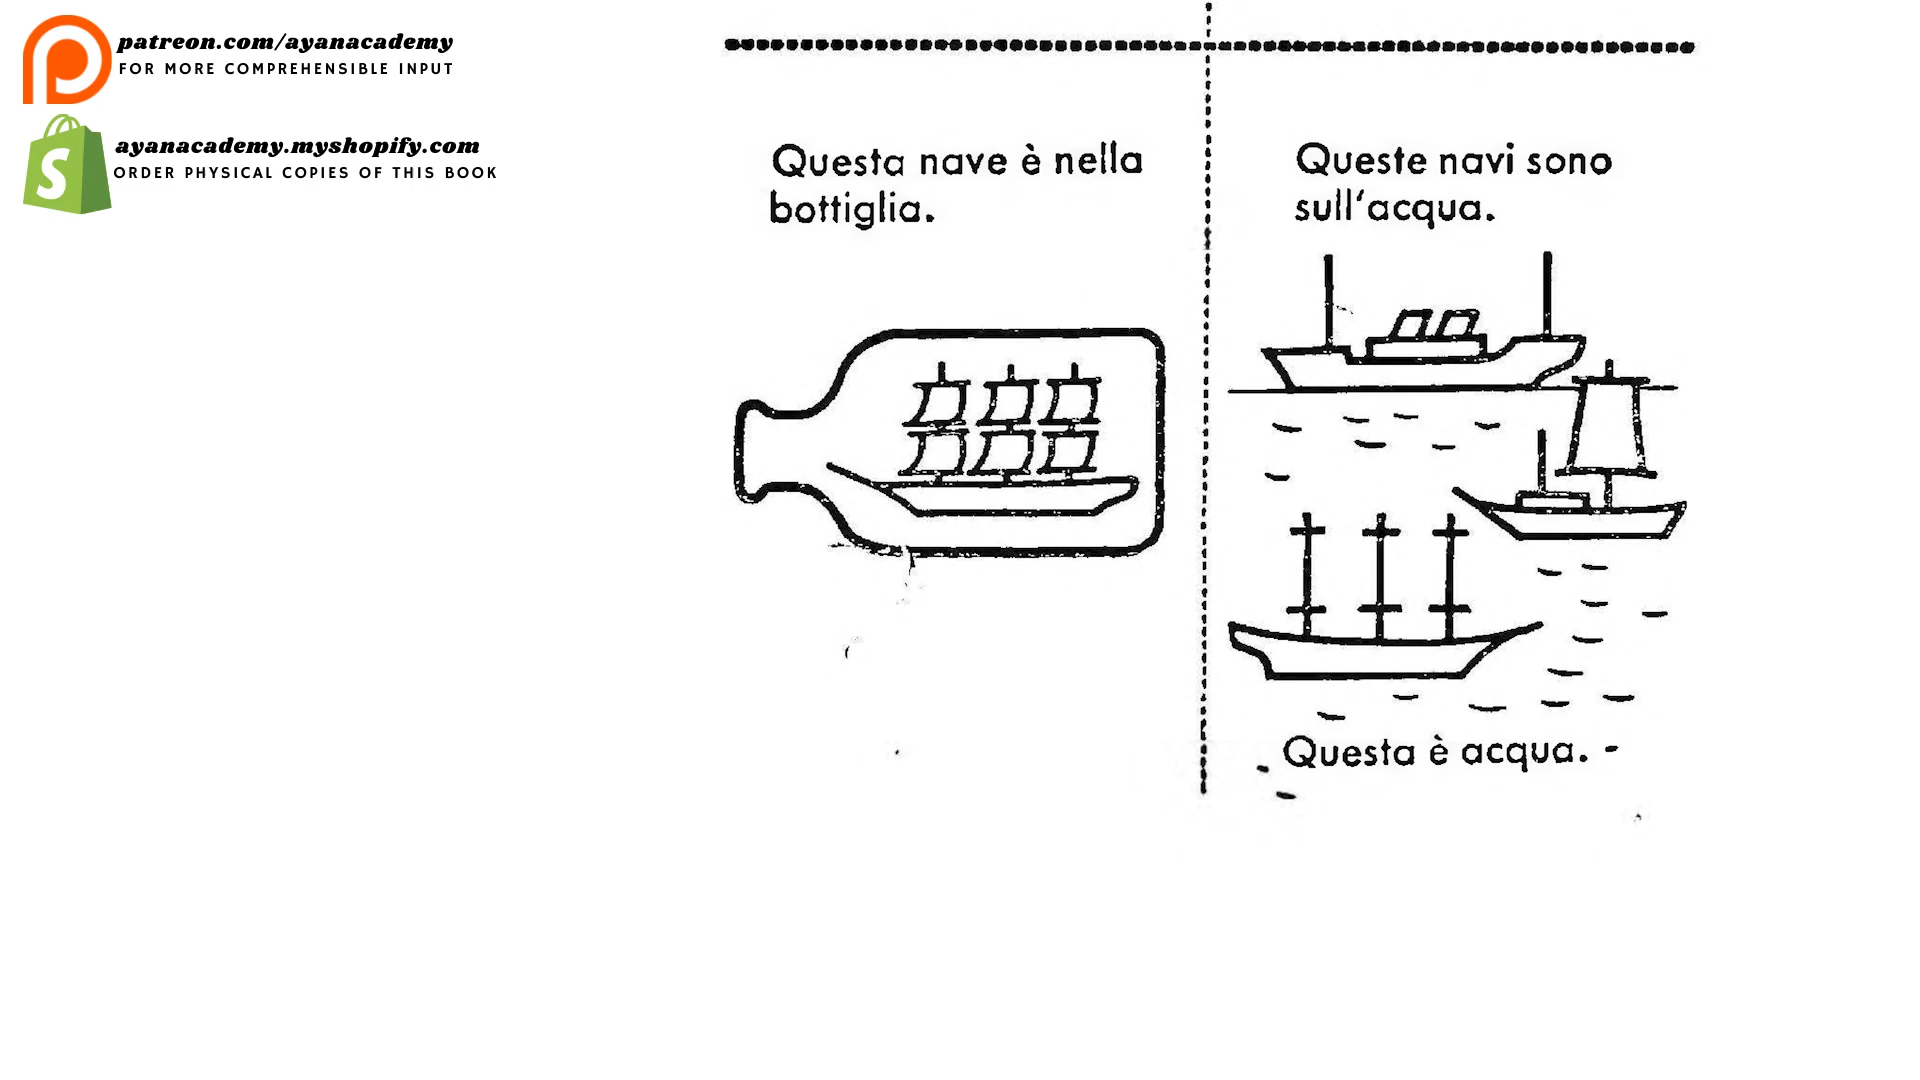 patreon.com/ayanacademy
FOR MORE COMPREHENSIBLE INPUT
ayanacademy.myshopify.com
ORDER PHYSICAL COPIES OF THIS BOOK
Questa nave è nella
bottiglia.
Queste navi sono
sull'acqua.
Questa è acqua.